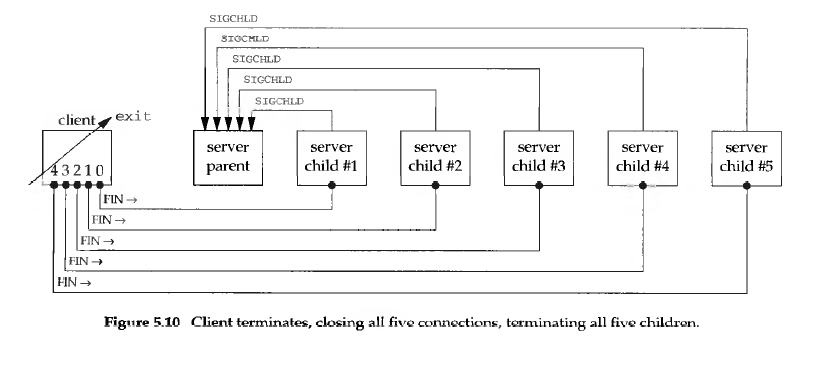 SIGCHLD
SIGCHLD
SIGCHLD
SIGCHLD
SIGCHLD
client
exit
4 3 2 1 0
server
parent
server
child #1
server
child #2
server
child #3
server
child #4
server
child #5
FIN →
FIN →
FIN →
FIN →
FIN →
Figure 5.10 Client terminates, closing all five connections, terminating all five children.